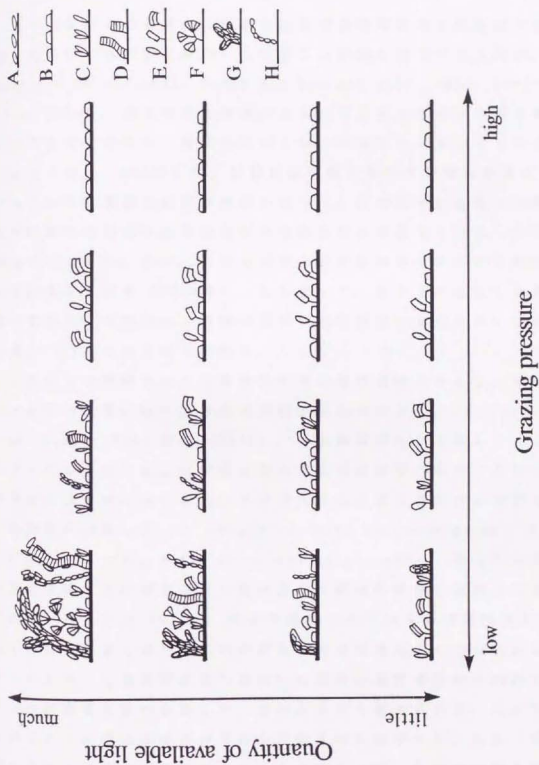 A
B
C
D
E
F
G
H
much
Quantity of available light
little
low
high
Grazing pressure